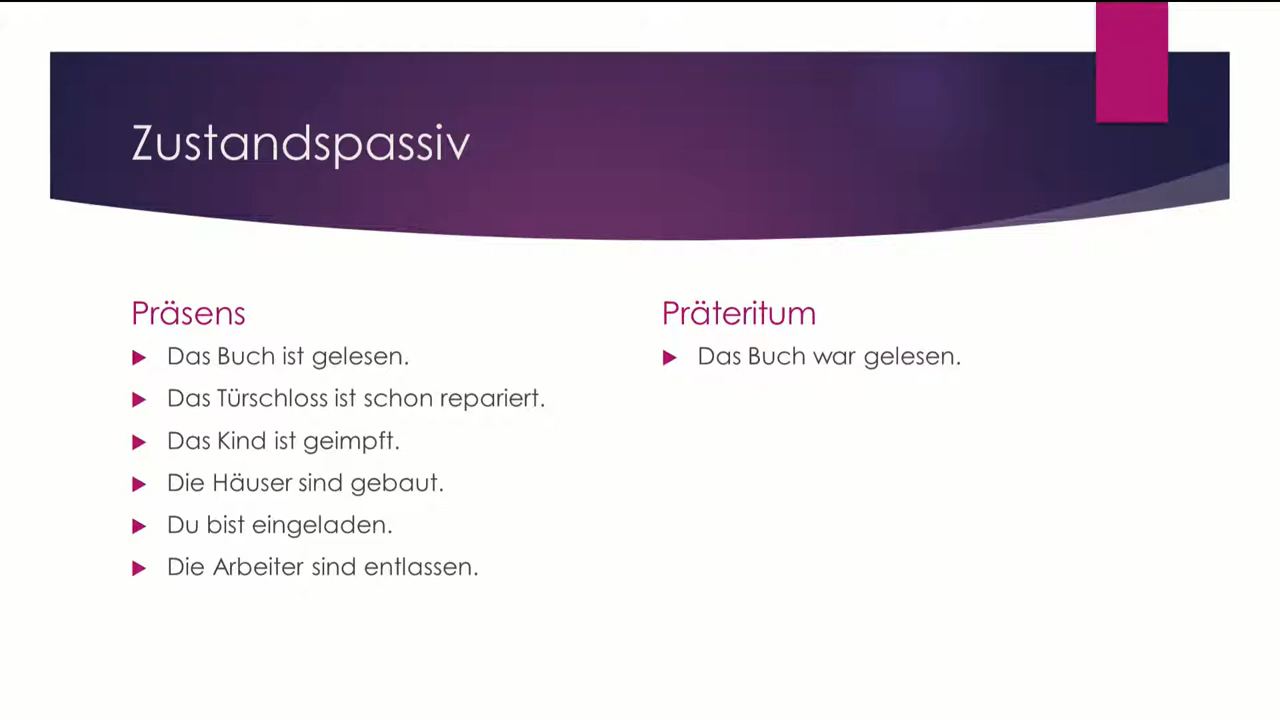 Zustandspassiv
Präsens
Das Buch ist gelesen.
Das Türschloss ist schon repariert.
Das Kind ist geimpft.
Die Häuser sind gebaut.
Du bist eingeladen.
Die Arbeiter sind entlassen.
Präteritum
Das Buch war gelesen.